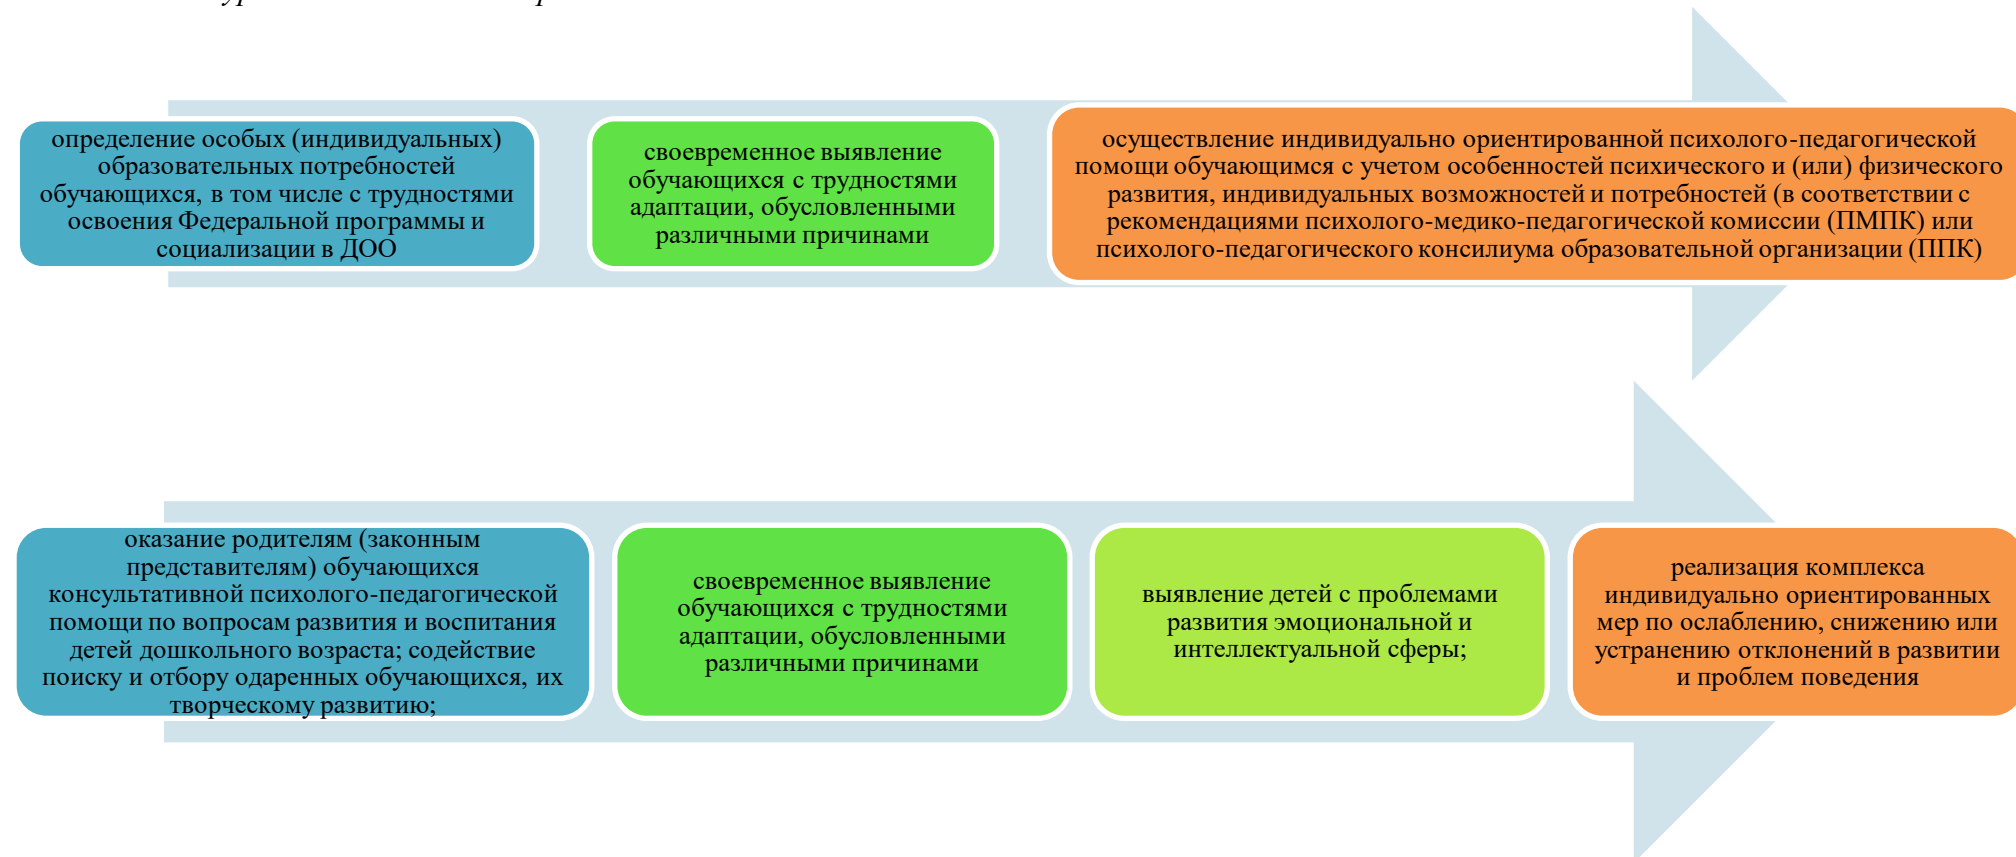 определение особых (индивидуальных)
образовательных потребностей
обучающихся, в том числе с трудностями
освоения Федеральной программы и
социализации в ДОО
своевременное выявление
обучающихся с трудностями
адаптации, обусловленными
различными причинами
осуществление индивидуально ориентированной психолого-педагогической
помощи обучающимся с учетом особенностей психического и (или) физического
развития, индивидуальных возможностей и потребностей (в соответствии с
рекомендациями психолого-медико-педагогической комиссии (ПМПК) или
психолого-педагогического консилиума образовательной организации (ППК)
оказание родителям (законным
представителям) обучающихся
консультативной психолого-педагогической
помощи по вопросам развития и воспитания
детей дошкольного возраста; содействие
поиску и отбору одаренных обучающихся, их
творческому развитию;
своевременное выявление
обучающихся с трудностями
адаптации, обусловленными
различными причинами
выявление детей с проблемами
развития эмоциональной и
интеллектуальной сферы;
реализация комплекса
индивидуально ориентированных
мер по ослаблению, снижению или
устранению отклонений в развитии
и проблем поведения